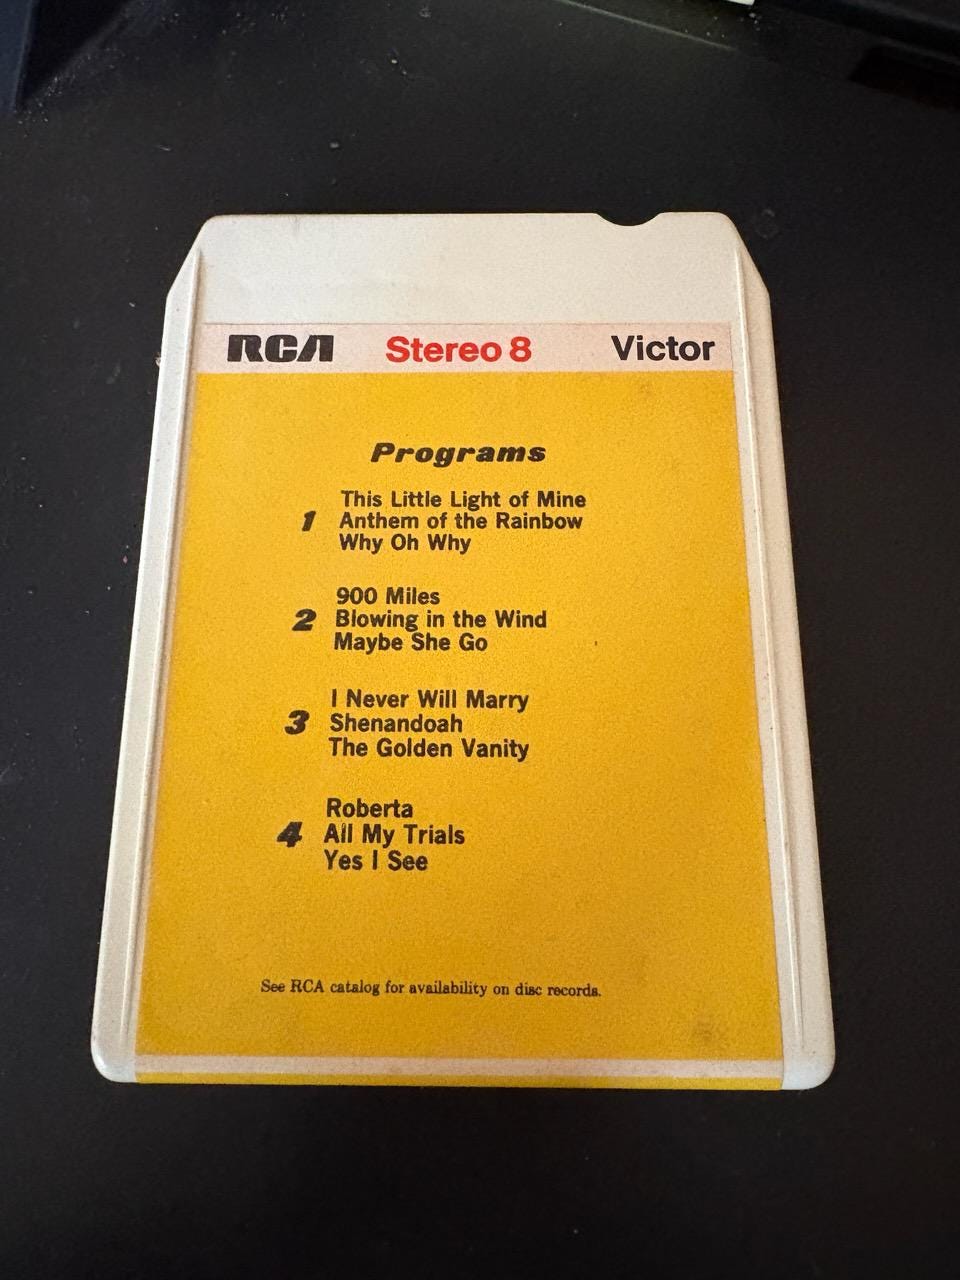 RCA Stereo 8 Victor
Programs
1 This Little Light of Mine
Anthem of the Rainbow
Why Oh Why
2 900 Miles
Blowing in the Wind
Maybe She Go
3 I Never Will Marry
Shenandoah
The Golden Vanity
4 Roberta
All My Trials
Yes I See
See RCA catalog for availability on disc records.